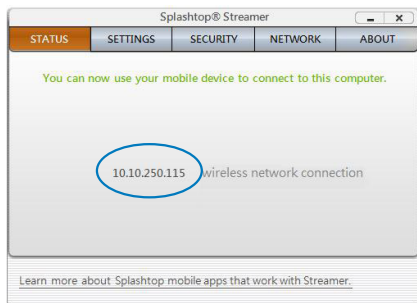 Splashtop® Streamer
STATUS SETTINGS SECURITY NETWORK ABOUT
You can now use your mobile device to connect to this computer.
10.10.250.115 wireless network connection
Learn more about Splashtop mobile apps that work with Streamer.